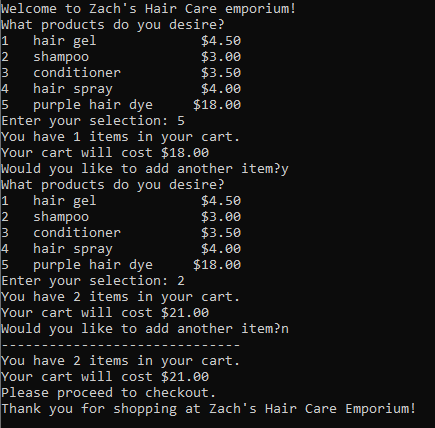 Welcome to Zach's Hair Care emporium!
What products do you desire?
1   hair gel             $4.50
2   shampoo              $3.00
3   conditioner          $3.50
4   hair spray           $4.00
5   purple hair dye     $18.00
Enter your selection: 5
You have 1 items in your cart.
Your cart will cost $18.00
Would you like to add another item?y
What products do you desire?
1   hair gel             $4.50
2   shampoo              $3.00
3   conditioner          $3.50
4   hair spray           $4.00
5   purple hair dye     $18.00
Enter your selection: 2
You have 2 items in your cart.
Your cart will cost $21.00
Would you like to add another item?n
------------------------------
You have 2 items in your cart.
Your cart will cost $21.00
Please proceed to checkout.
Thank you for shopping at Zach's Hair Care Emporium!